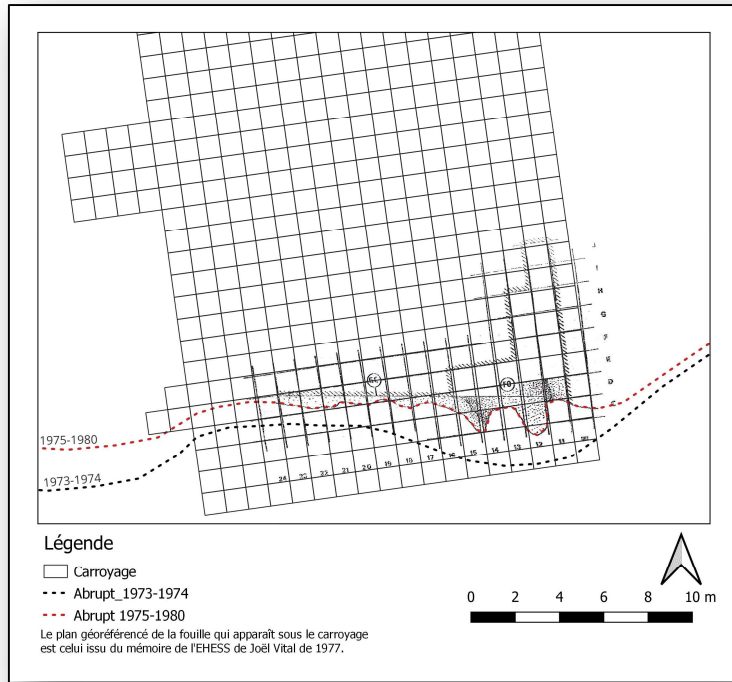 J
I
H
G
F
E
D
C
1975-1980
1973-1974
24 23 22 21 20 19 18 17 16 15 14 13 12 11 10
Légende
Carroyage
Abrupt_1973-1974
Abrupt 1975-1980
Le plan géoréférencé de la fouille qui apparaît sous le carroyage
est celui issu du mémoire de l'EHESS de Joël Vital de 1977.
0 2 4 6 8 10 m